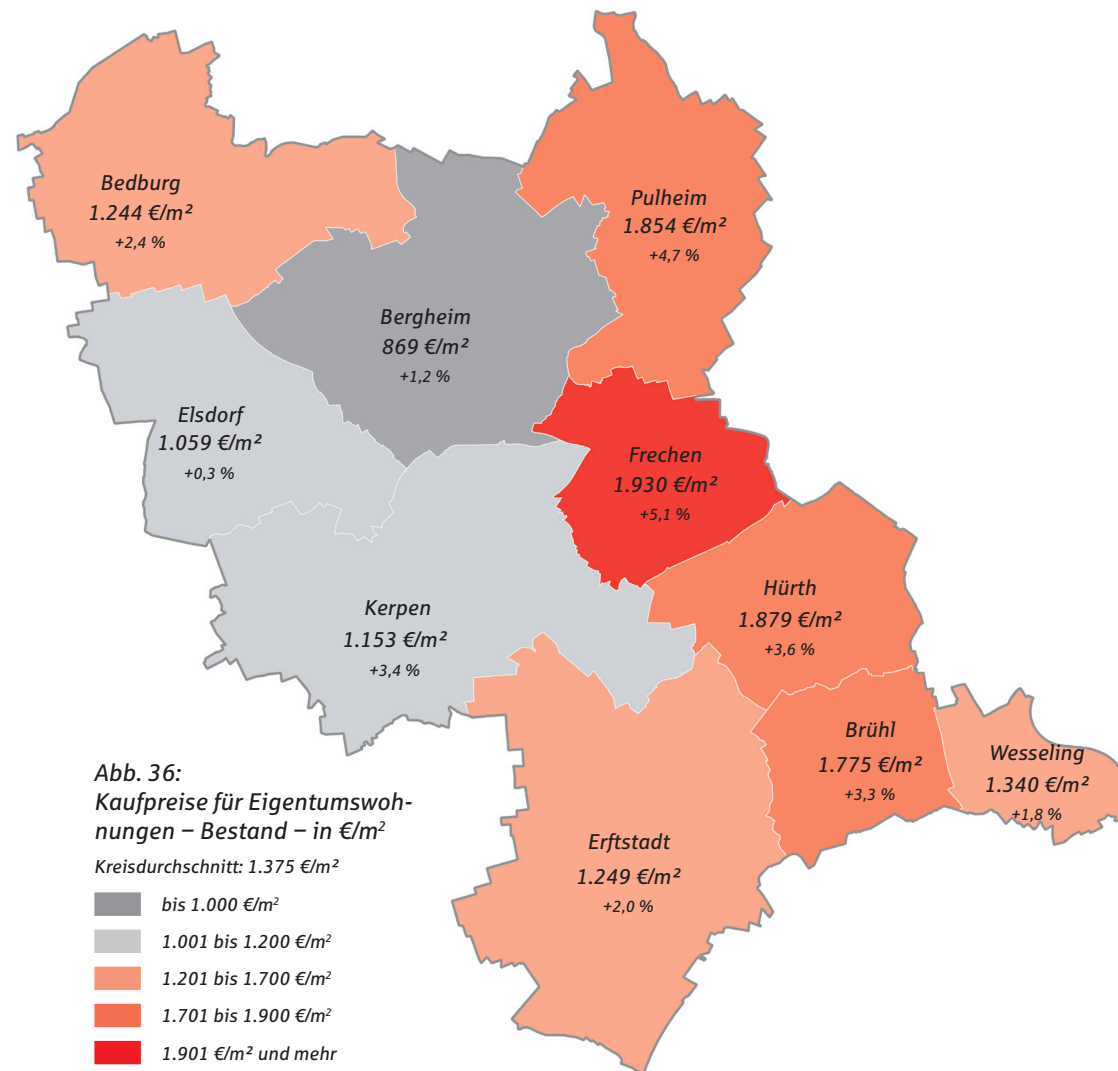 Bedburg
1.244 €/m²
+2,4 %
Pulheim
1.854 €/m²
+4,7 %
Bergheim
869 €/m²
+1,2 %
Elsdorf
1.059 €/m²
+0,3 %
Frechen
1.930 €/m²
+5,1 %
Kerpen
1.153 €/m²
+3,4 %
Hürth
1.879 €/m²
+3,6 %
Brühl
1.775 €/m²
+3,3 %
Wesseling
1.340 €/m²
+1,8 %
Erftstadt
1.249 €/m²
+2,0 %
Abb. 36:
Kaufpreise für Eigentumswoh-
nungen – Bestand – in €/m²
Kreisdurchschnitt: 1.375 €/m²
bis 1.000 €/m²
1.001 bis 1.200 €/m²
1.201 bis 1.700 €/m²
1.701 bis 1.900 €/m²
1.901 €/m² und mehr